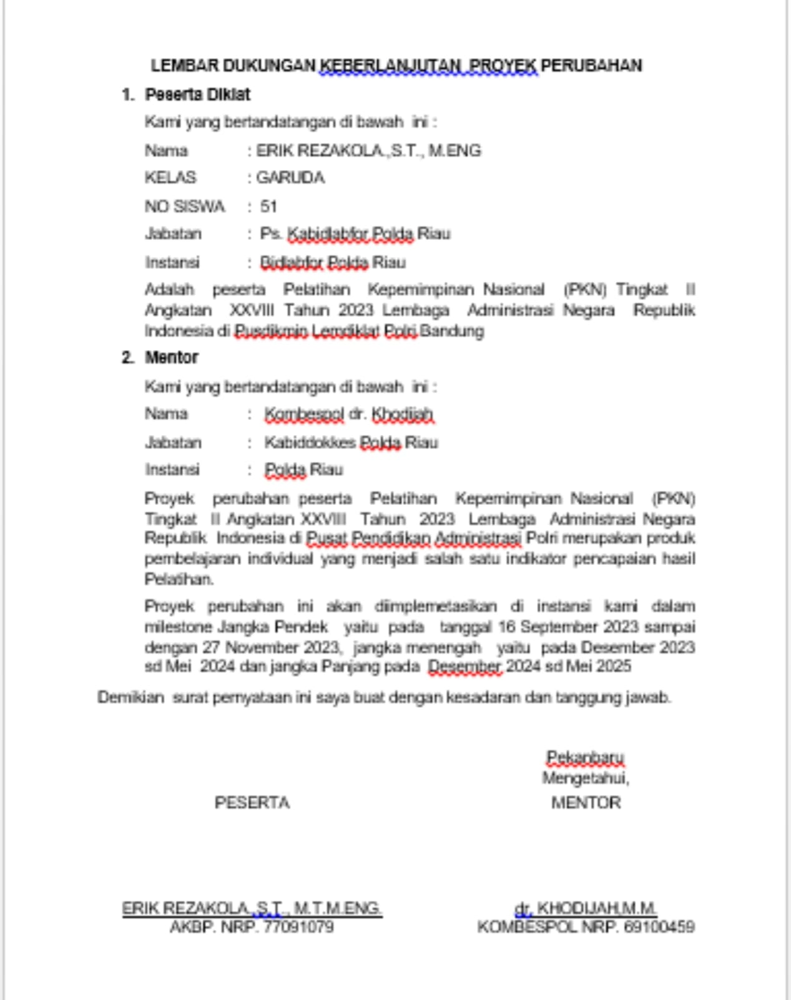 LEMBAR DUKUNGAN KEBERLANJUTAN PROYEK PERUBAHAN
1. Peserta Diklat
Kami yang bertandatangan di bawah ini :
Nama : ERIK REZAKOLA.,S.T., M.ENG
KELAS : GARUDA
NO SISWA : 51
Jabatan : Ps. Kabidlabfor Polda Riau
Instansi : Bidlabfor Polda Riau
Adalah peserta Pelatihan Kepemimpinan Nasional (PKN) Tingkat II
Angkatan XXVIII Tahun 2023 Lembaga Administrasi Negara Republik
Indonesia di Pusdikmin Lemdiklat Polri Bandung
2. Mentor
Kami yang bertandatangan di bawah ini :
Nama : Kombespol dr. Khodijah
Jabatan : Kabiddokkes Polda Riau
Instansi : Polda Riau
Proyek perubahan peserta Pelatihan Kepemimpinan Nasional (PKN)
Tingkat II Angkatan XXVIII Tahun 2023 Lembaga Administrasi Negara
Republik Indonesia di Pusat Pendidikan Administrasi Polri merupakan produk
pembelajaran individual yang menjadi salah satu indikator pencapaian hasil
Pelatihan.
Proyek perubahan ini akan diimplemetasikan di instansi kami dalam
milestone Jangka Pendek yaitu pada tanggal 16 September 2023 sampai
dengan 27 November 2023, jangka menengah yaitu pada Desember 2023
sd Mei 2024 dan jangka Panjang pada Desember 2024 sd Mei 2025
Demikian surat pernyataan ini saya buat dengan kesadaran dan tanggung jawab.
Pekanbaru
Mengetahui,
PESERTA MENTOR
ERIK REZAKOLA.,S.T., M.T.M.ENG. dr. KHODIJAH,M.M.
AKBP. NRP. 77091079 KOMBESPOL NRP. 69100459